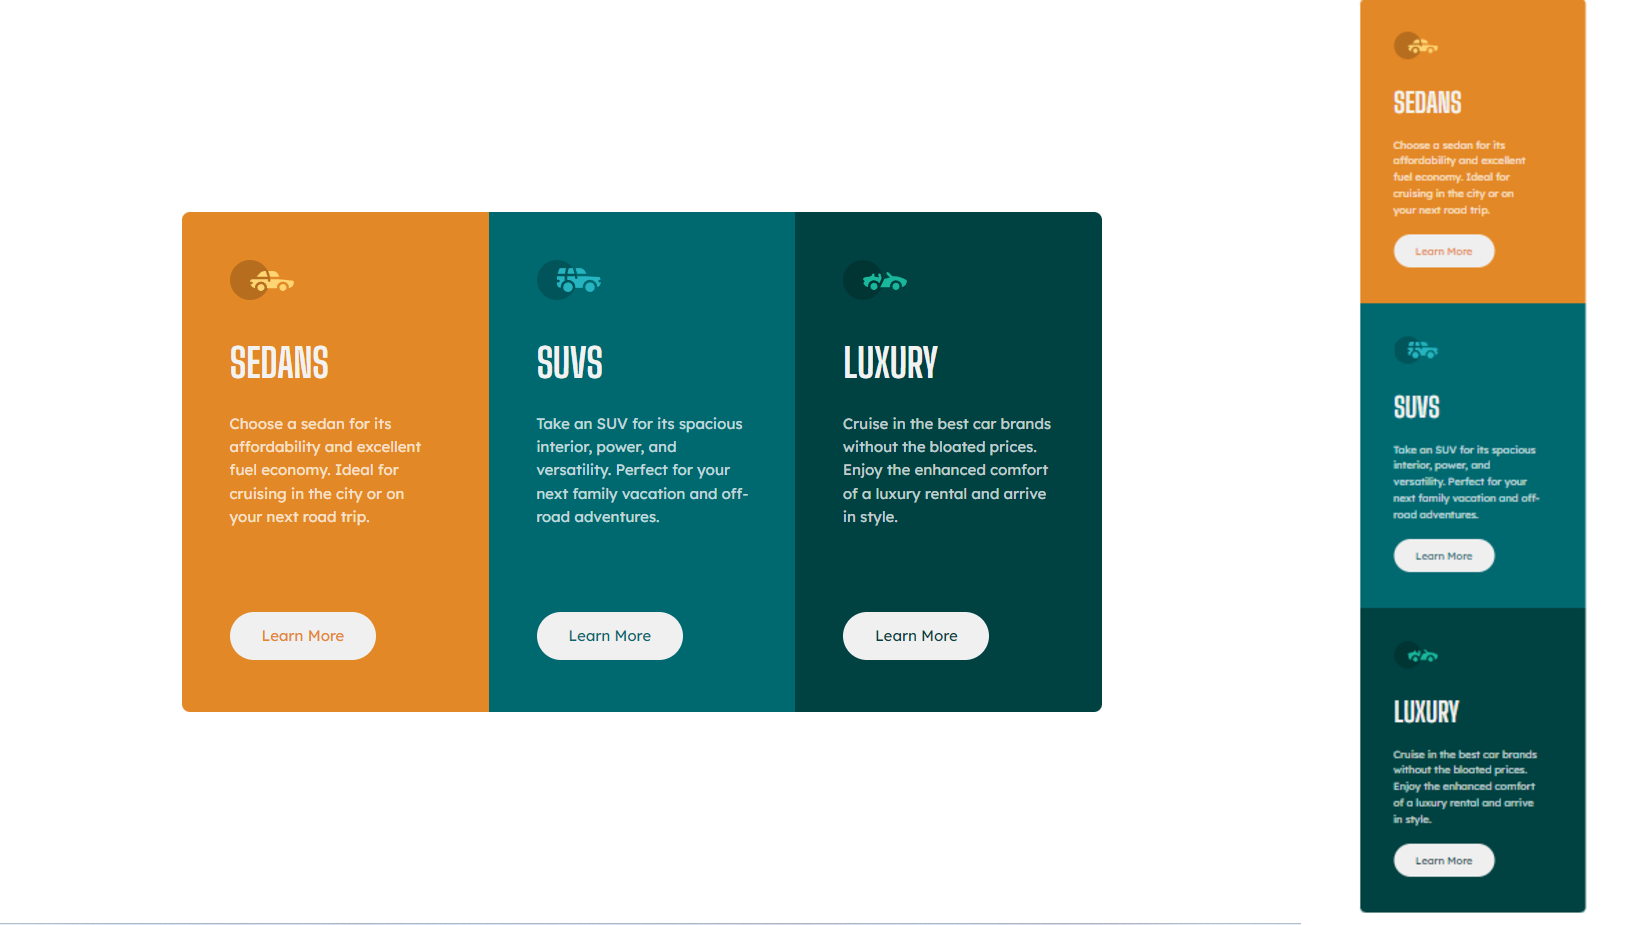 SEDANS
Choose a sedan for its
affordability and excellent
fuel economy. Ideal for
cruising in the city or on
your next road trip.
Learn More
SUVS
Take an SUV for its spacious
interior, power, and
versatility. Perfect for your
next family vacation and off-
road adventures.
Learn More
LUXURY
Cruise in the best car brands
without the bloated prices.
Enjoy the enhanced comfort
of a luxury rental and arrive
in style.
Learn More
SEDANS
Choose a sedan for its
affordability and excellent
fuel economy. Ideal for
cruising in the city or on
your next road trip.
Learn More
SUVS
Take an SUV for its spacious
interior, power, and
versatility. Perfect for your
next family vacation and off-
road adventures.
Learn More
LUXURY
Cruise in the best car brands
without the bloated prices.
Enjoy the enhanced comfort
of a luxury rental and arrive
in style.
Learn More